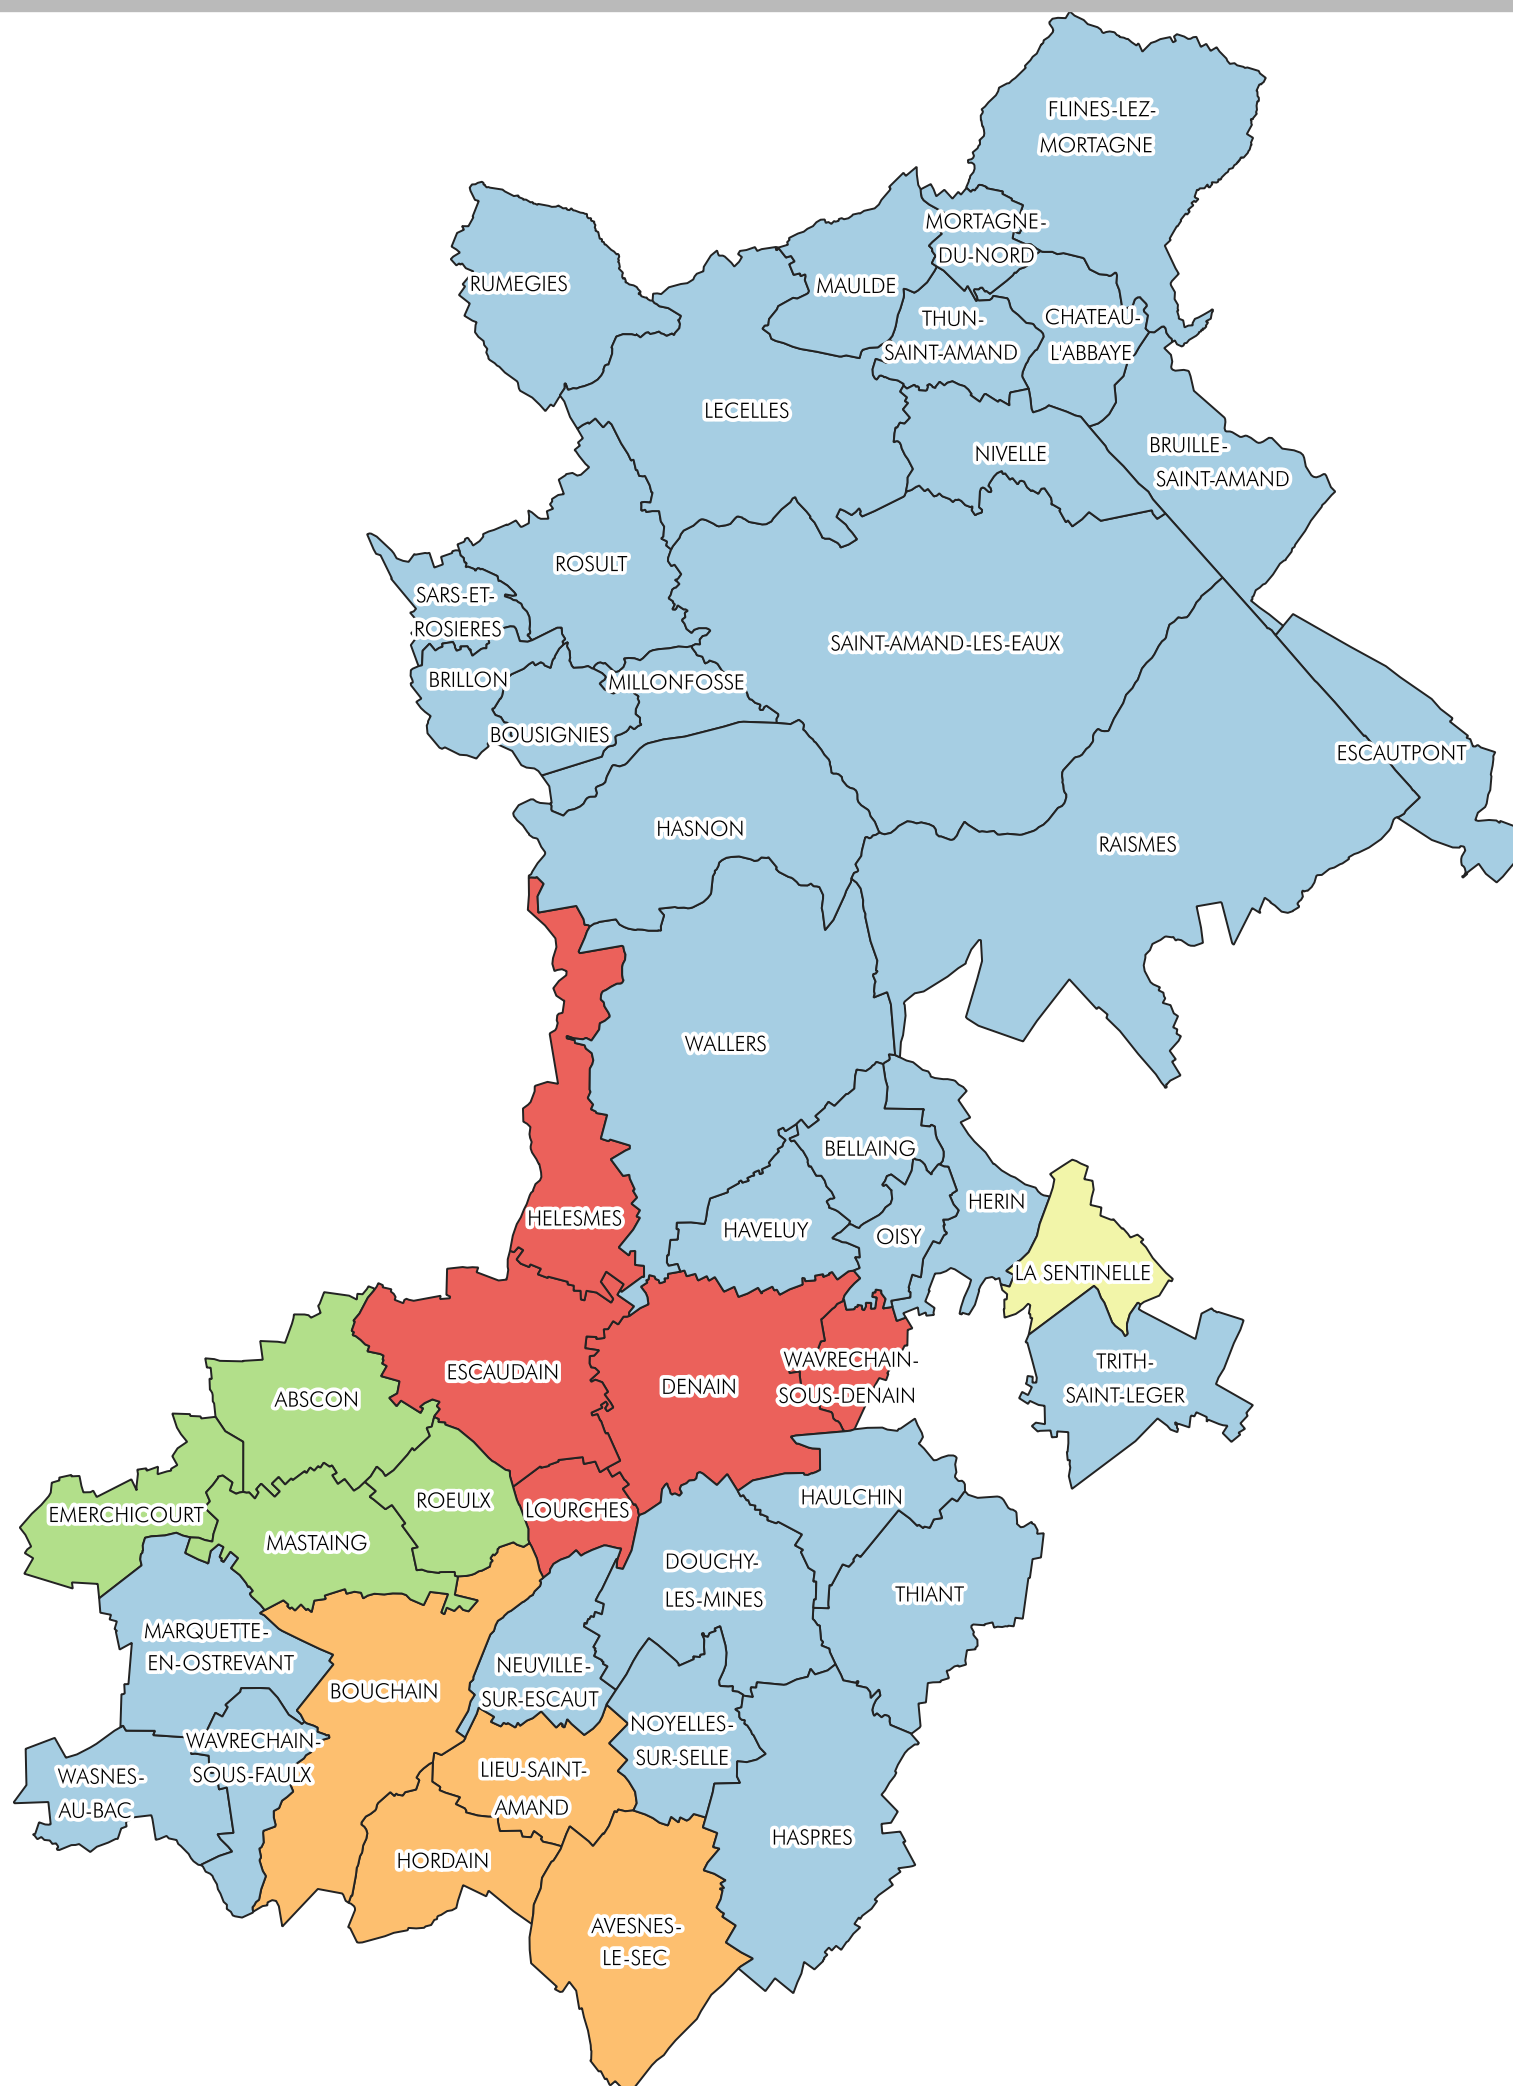 FLINES-LEZ-
MORTAGNE
MORTAGNE-
DU-NORD
RUMEGIES
MAULDE
THUN-
SAINT-AMAND
CHATEAU-
L'ABBAYE
LECELLES
NIVELLE
BRUILLE-
SAINT-AMAND
ROSULT
SARS-ET-
ROSIERES
SAINT-AMAND-LES-EAUX
BRILLON
MILLONFOSSE
BOUSIGNIES
ESCAUTPONT
HASNON
RAISMES
WALLERS
BELLAING
HERIN
HELESMES
HAVELUY
OISY
LA SENTINELLE
ESCAUDAIN
DENAIN
WAVRECHAIN-
SOUS-DENAIN
TRITH-
SAINT-LEGER
ABSCON
EMERCHICOURT
MASTAING
ROEULX
LOURCHES
HAULCHIN
DOUCHY-
LES-MINES
THIANT
MARQUETTE-
EN-OSTREVANT
BOUCHAIN
NEUVILLE-
SUR-ESCAUT
NOYELLES-
SUR-SELLE
WAVRECHAIN-
SOUS-FAULX
WASNES-
AU-BAC
LIEU-SAINT-
AMAND
HASPRES
HORDAIN
AVESNES-
LE-SEC